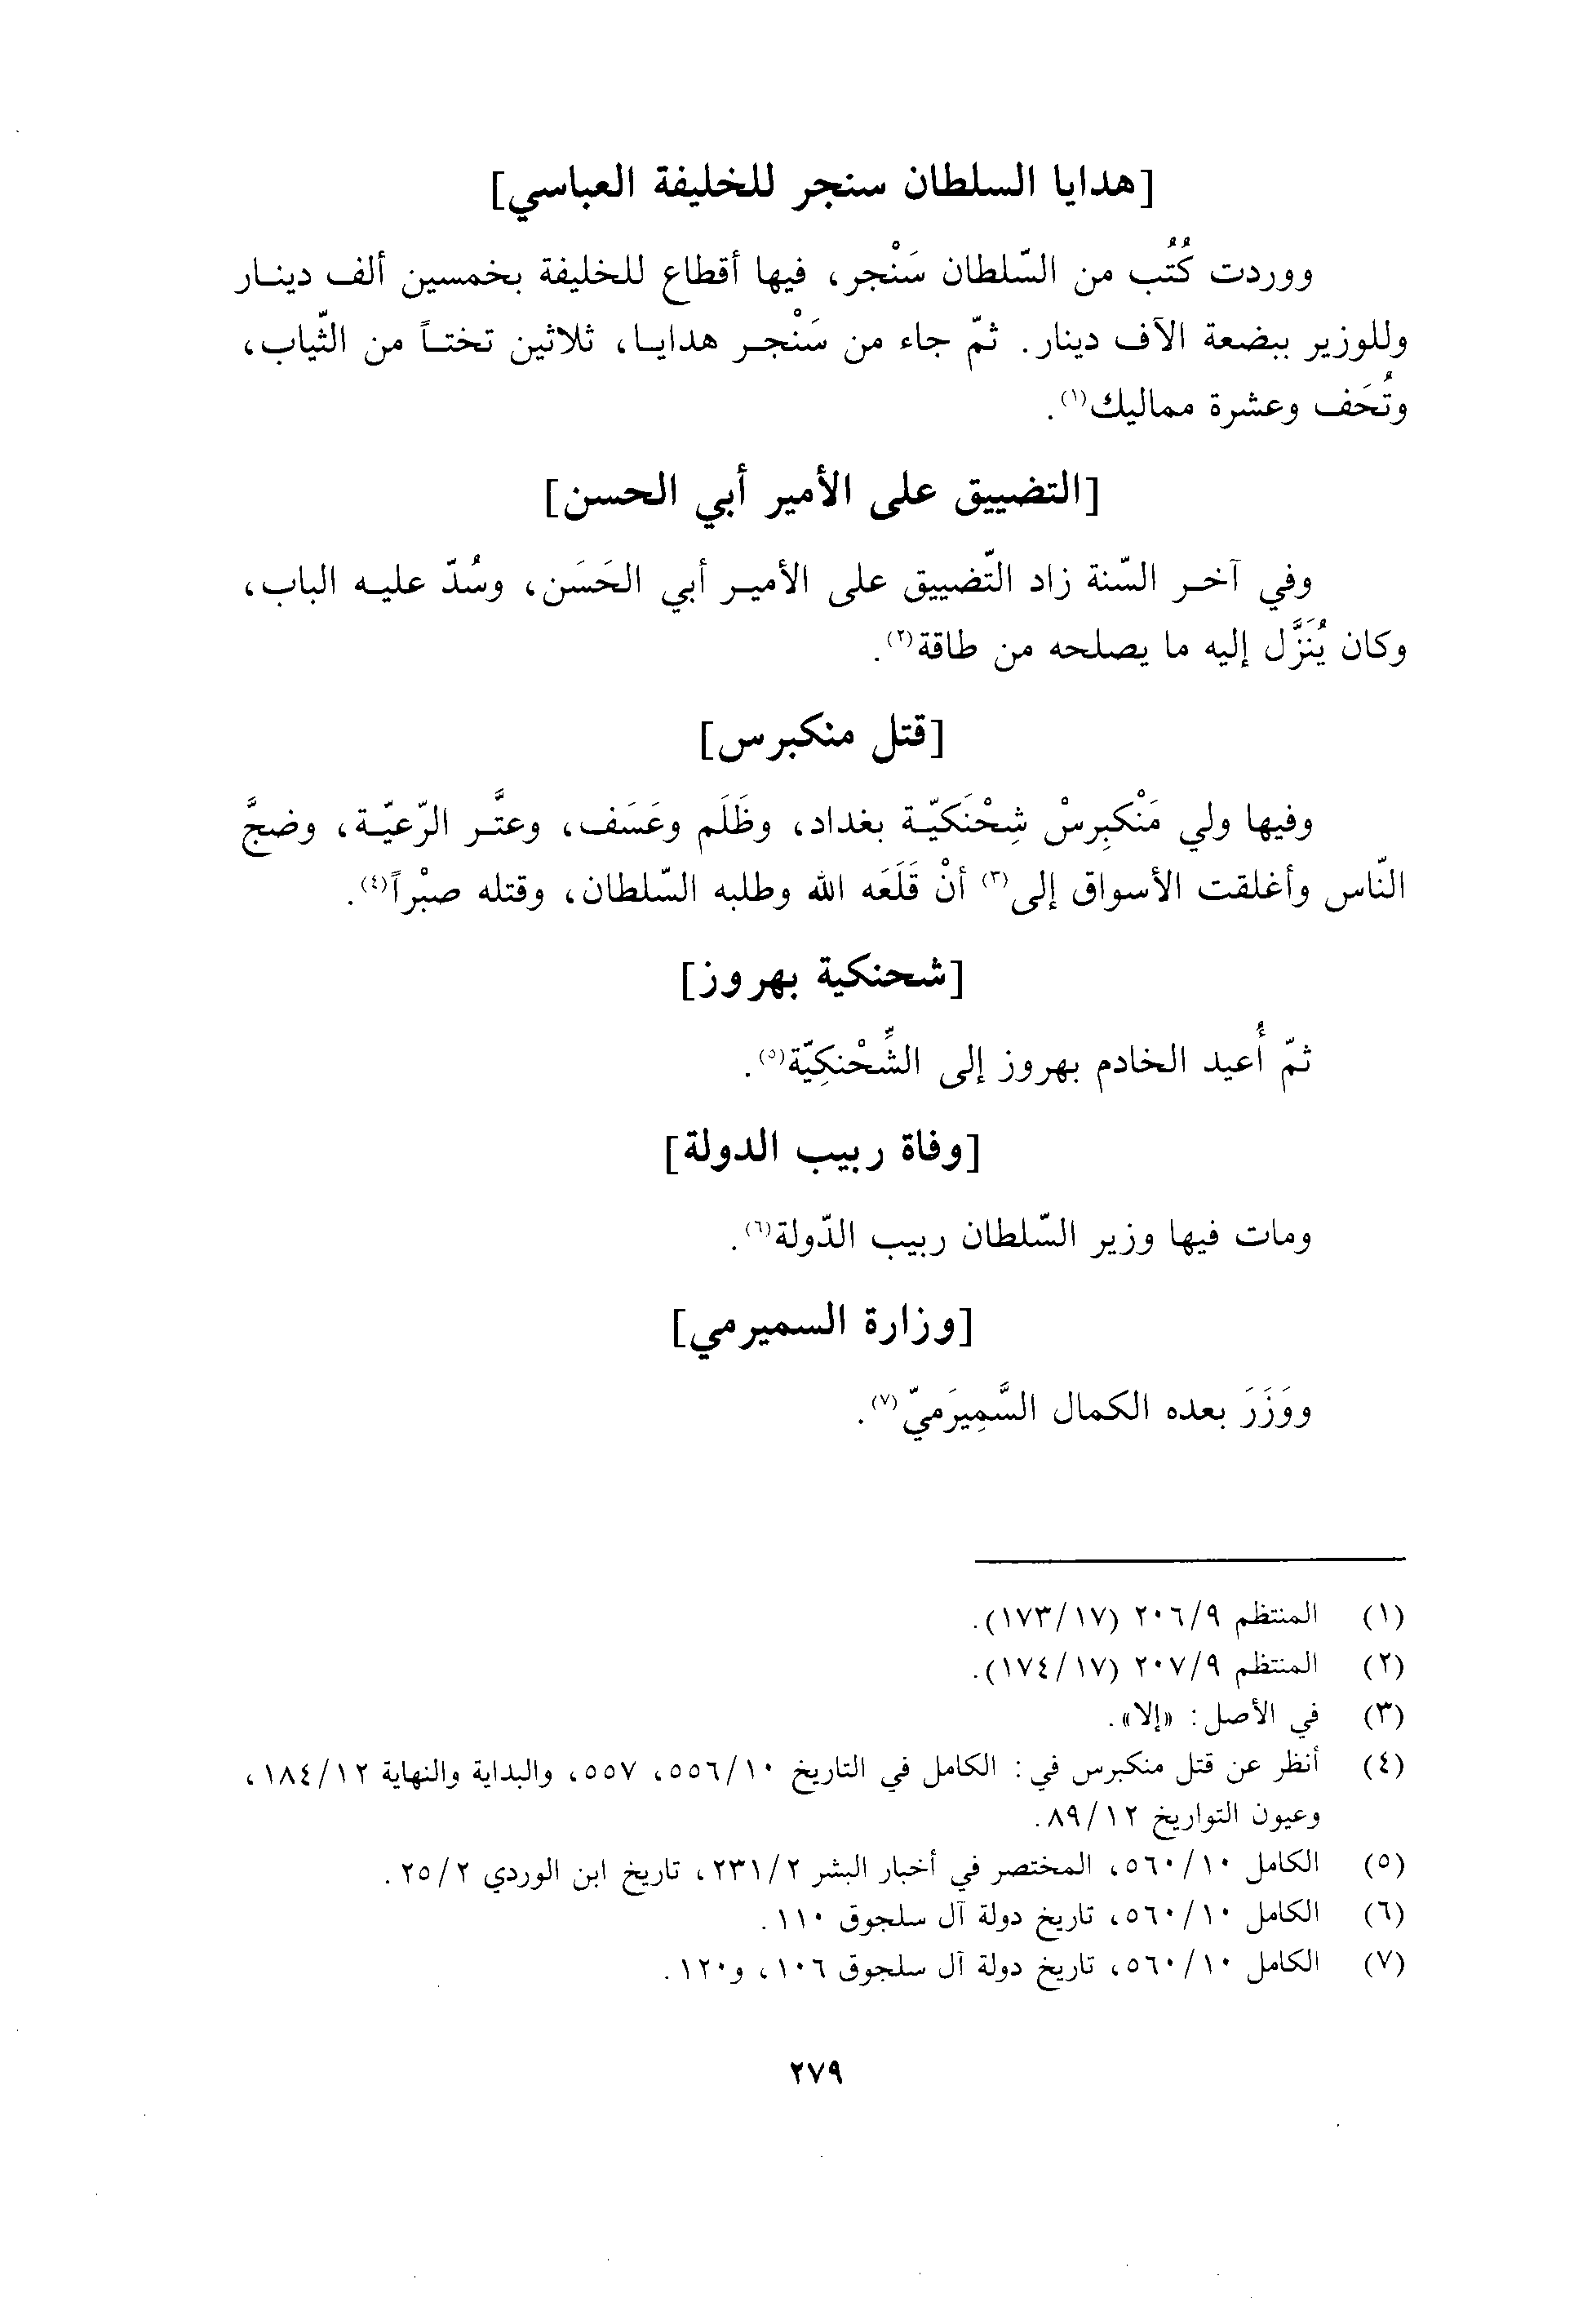 [هدايا السلطان سنجر للخليفة العباسي]
ووردت كُتُب من السّلطان سَنْجر، فيها أقطاع للخليفة بخمسين ألف دينار
وللوزير ببضعة الآف دينار. ثمّ جاء من سَنْجر هدايا، ثلاثين تختاً من الثّياب،
وتُحَف وعشرة مماليك(١).
[التضييق على الأمير أبي الحسن]
وفي آخر السّنة زاد التّضييق على الأمير أبي الحَسَن، وسُدّ عليه الباب،
وكان يُنَزَّل إليه ما يصلحه من طاقة(٢).
[قتل منكبرس]
وفيها ولي مَنْكبِرسْ شِحْنَكيّة بغداد، وظَلَم وعَسَف، وعتَّر الرّعيّة، وضجَّ
النّاس وأغلقت الأسواق إلى(٣) أنْ قَلَعَه الله وطلبه السّلطان، وقتله صبْراً(٤).
[شحنكية بهروز]
ثمّ أُعيد الخادم بهروز إلى الشِّحْنكِيّة(٥).
[وفاة ربيب الدولة]
ومات فيها وزير السّلطان ربيب الدّولة(٦).
[وزارة السميرمي]
ووَزَرَ بعده الكمال السَّمِيرَميّ(٧).
(١) المنتظم ٢٠٦/٩ (١٧٣/١٧).
(٢) المنتظم ٢٠٧/٩ (١٧٤/١٧).
(٣) في الأصل: «إلا».
(٤) أنظر عن قتل منكبرس في: الكامل في التاريخ ٥٥٦/١٠، ٥٥٧، والبداية والنهاية ١٨٤/١٢،
وعيون التواريخ ٨٩/١٢.
(٥) الكامل ٥٦٠/١٠، المختصر في أخبار البشر ٢٣١/٢، تاريخ ابن الوردي ٢٥/٢.
(٦) الكامل ٥٦٠/١٠، تاريخ دولة آل سلجوق ١١٠.
(٧) الكامل ٥٦٠/١٠، تاريخ دولة آل سلجوق ١٠٦، و١٢٠.
٢٧٩